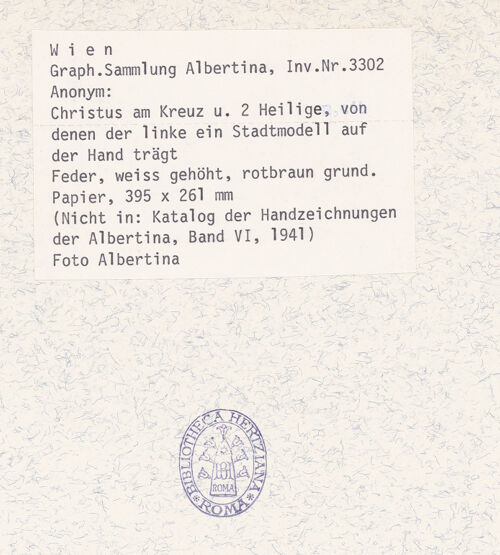 W i e n
Graph.Sammlung Albertina, Inv.Nr.3302
Anonym:
Christus am Kreuz u. 2 Heilige, von
denen der linke ein Stadtmodell auf
der Hand trägt
Feder, weiss gehöht, rotbraun grund.
Papier, 395 x 261 mm
(Nicht in: Katalog der Handzeichnungen
der Albertina, Band VI, 1941)
Foto Albertina
BIBLIOTHECA HERTZIANA
ROMA
* ROMA *